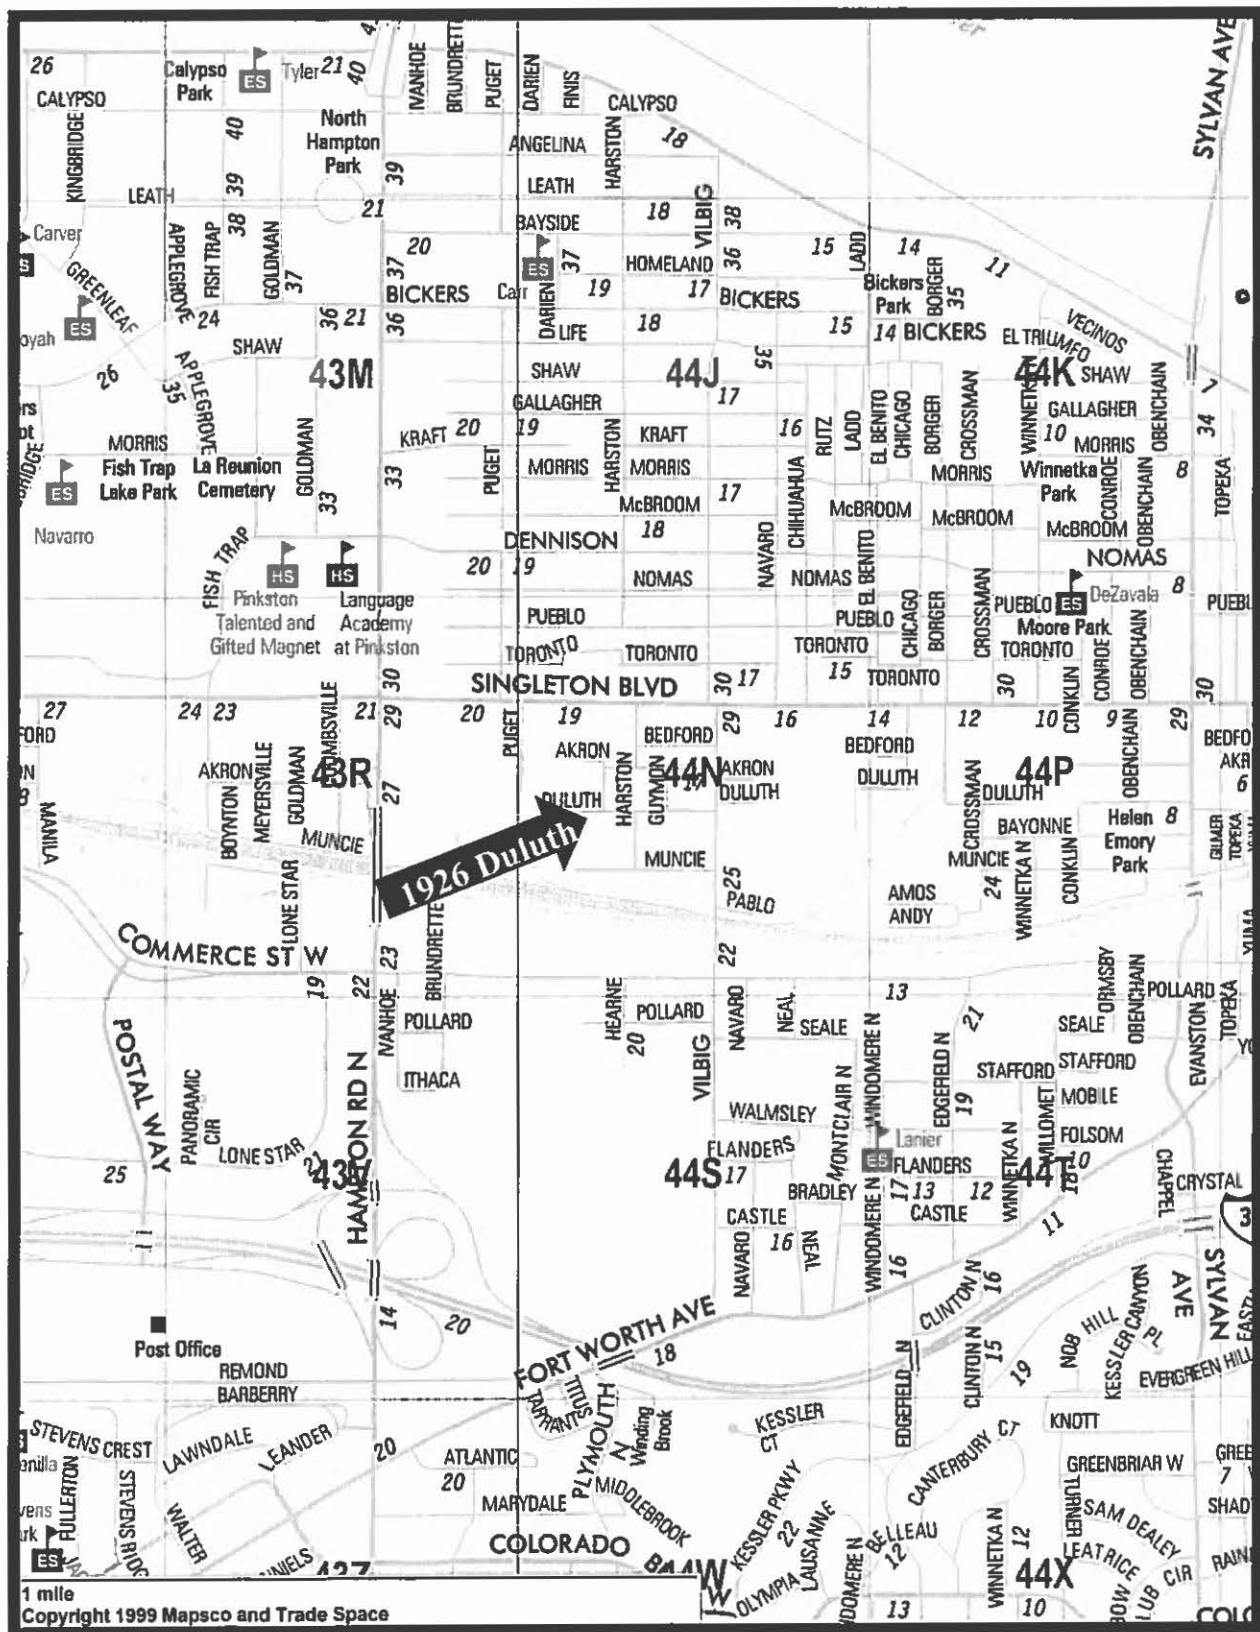 SYLVAN AVE
26
Calypso
Park
ES
Tyler
21
40
IVANHOE
BRUNDRETTE
PUGET
DARIEN
FINIS
CALYPSO
CALYPSO
KINGBRIDGE
40
North
Hampton
Park
ANGELINA
HARSTON
18
39
39
LEATH
LEATH
21
18
VILBIG
38
Carver
APPLEGROVE
FISH TRAP
38
GOLDMAN
37
20
BAYSIDE
ES
37
HOMELAND
36
15
LADD
14
11
GREENLEAF
37
BICKERS
Carr
DARIEN
19
17
BICKERS
Bickers
Park
BORGER
35
ES
24
36
21
36
LIFE
18
15
14
BICKERS
EL TRIUMFO
VECINOS
26
APPLEGROVE
35
SHAW
43M
SHAW
44J
35
44K
SHAW
7
GALLAGHER
17
EL BENITO
CHICAGO
BORGER
CROSSMAN
WINNETKA
GALLAGHER
OBENCHAIN
34
MORRIS
Fish Trap
Lake Park
La Reunion
Cemetery
GOLDMAN
33
33
KRAFT
20
19
HARSTON
KRAFT
16
RUTZ
LADD
10
MORRIS
PUGET
MORRIS
MORRIS
CHIHUAHUA
MORRIS
Winnetka
Park
CONROE
OBENCHAIN
8
TOPEKA
ES
Navarro
McBROOM
17
McBROOM
McBROOM
McBROOM
FISH TRAP
DENNISON
18
NAVARO
EL BENITO
NOMAS
HS
HS
20
19
NOMAS
NOMAS
CROSSMAN
ES
DeZavala
8
Pinkston
Talented and
Gifted Magnet
Language
Academy
at Pinkston
PUEBLO
PUEBLO
CHICAGO
BORGER
PUEBLO
Moore Park
TORONTO
TORONTO
TORONTO
TORONTO
CONROE
OBENCHAIN
30
SINGLETON BLVD
30
17
15
TORONTO
30
CONKLIN
30
27
24
23
21
29
20
PUGET
19
29
16
14
12
10
9
29
AKRON
BOYNTON
MEYERSVILLE
GOLDMAN
43R
27
AKRON
BEDFORD
44N
AKRON
BEDFORD
44P
OBENCHAIN
6
MANILA
MUNCIE
DULUTH
HARSTON
GUYMON
DULUTH
DULUTH
CROSSMAN
DULUTH
1926 Duluth
BAYONNE
Helen
Emory
Park
8
GILMER
TOPEKA
LONE STAR
MUNCIE
25
PABLO
MUNCIE
24
WINNETKA N
CONKLIN
AMOS
ANDY
COMMERCE ST W
23
BRUNDRETTE
22
19
22
IVANHOE
POLLARD
ITHACA
HEARNE
20
POLLARD
NAVARO
NEAL
SEALE
13
21
ORMSBY
OBENCHAIN
POLLARD
TOPEKA
SEALE
EVANSTON
POSTAL WAY
PANORAMIC
CIR
VILBIG
MONTCLAIR N
WINDOMERE N
EDGEFIELD N
19
STAFFORD
STAFFORD
MOBILE
WALMSLEY
MILLOMET
FOLSOM
10
LONE STAR
21
25
44S
FLANDERS
17
ES
Lanier
FLANDERS
WINNETKA N
44T
18
CHAPPEL
CRYSTAL
BRADLEY
17
13
12
CASTLE
16
NAVARO
NEAL
WINDOMERE N
16
CASTLE
11
CLINTON N
16
SYLVAN
AVE
14
20
Post Office
FORT WORTH AVE
18
EDGEFIELD N
CLINTON N
15
19
NOB HILL
KESSLER CANYON
PL
REMOND
BARBERRY
TARRANT
TITUS
PLYMOUTH N
Winding
Brook
KESSLER
CT
CANTERBURY CT
KNOTT
STEVENS CREST
LAWNDALE
LEANDER
20
ATLANTIC
20
GREENBRIAR W
7
FULLERTON
WALTER
MARYDALE
MIDDLEBROOK
KESSLER PKWY
22
LAUSANNE
BELLEAU
12
WINNETKA N
12
TURNER
SAM DEALEY
LEATRICE
ES
COLORADO
OLYMPIA
13
44X
10
CIR
1 mile
Copyright 1999 Mapsco and Trade Space